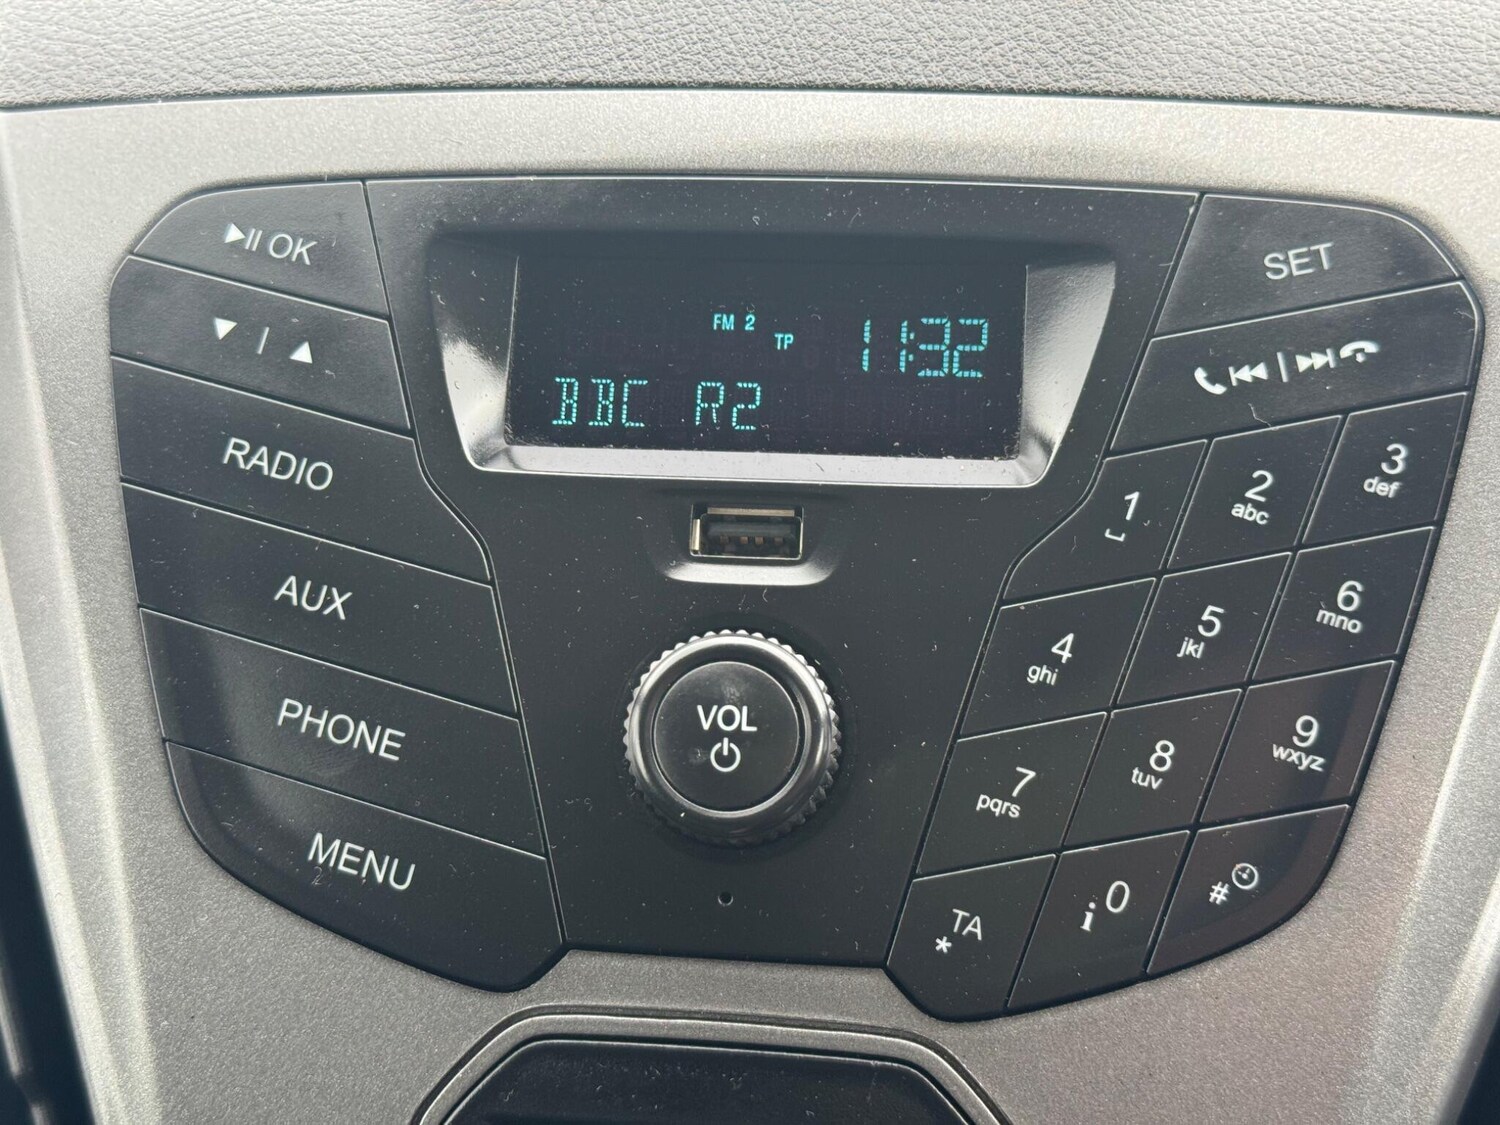 OK
SET
FM 2
TP
11:32
BBC R2
RADIO
AUX
PHONE
MENU
VOL
1
2
abc
3
def
4
ghi
5
jkl
6
mno
7
pqrs
8
tuv
9
wxyz
* TA
i 0
#